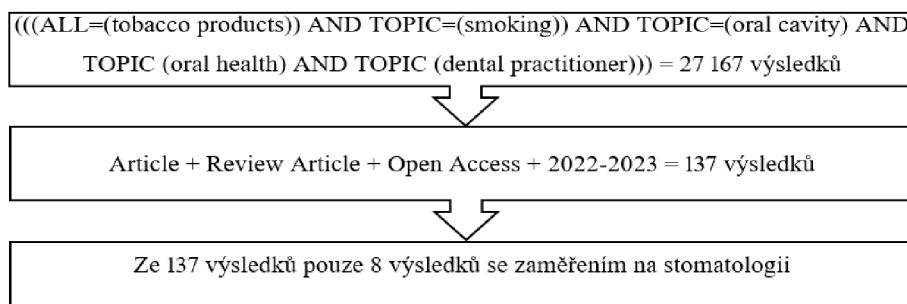 (((ALL=(tobacco products)) AND TOPIC=(smoking)) AND TOPIC=(oral cavity) AND
TOPIC (oral health) AND TOPIC (dental practitioner))) = 27 167 výsledků
Article + Review Article + Open Access + 2022-2023 = 137 výsledků
Ze 137 výsledků pouze 8 výsledků se zaměřením na stomatologii